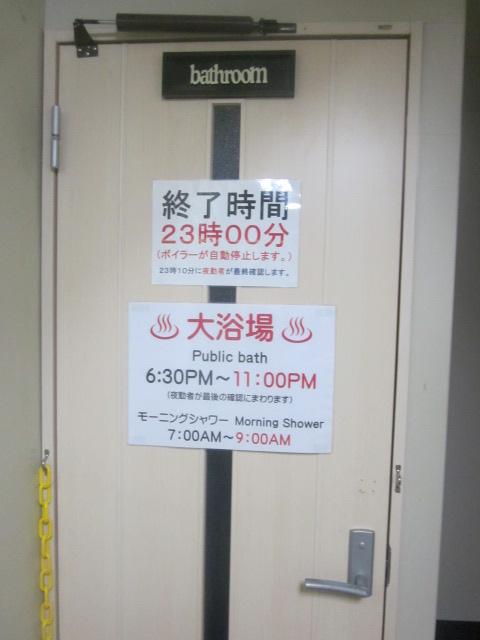 bathroom
終了時間
23時00分
(ボイラーが自動停止します。)
23時10分に夜勤者が最終確認します。
大浴場
Public bath
6:30PM～11:00PM
(夜勤者が最後の確認にまわります)
モーニングシャワー Morning Shower
7:00AM～9:00AM